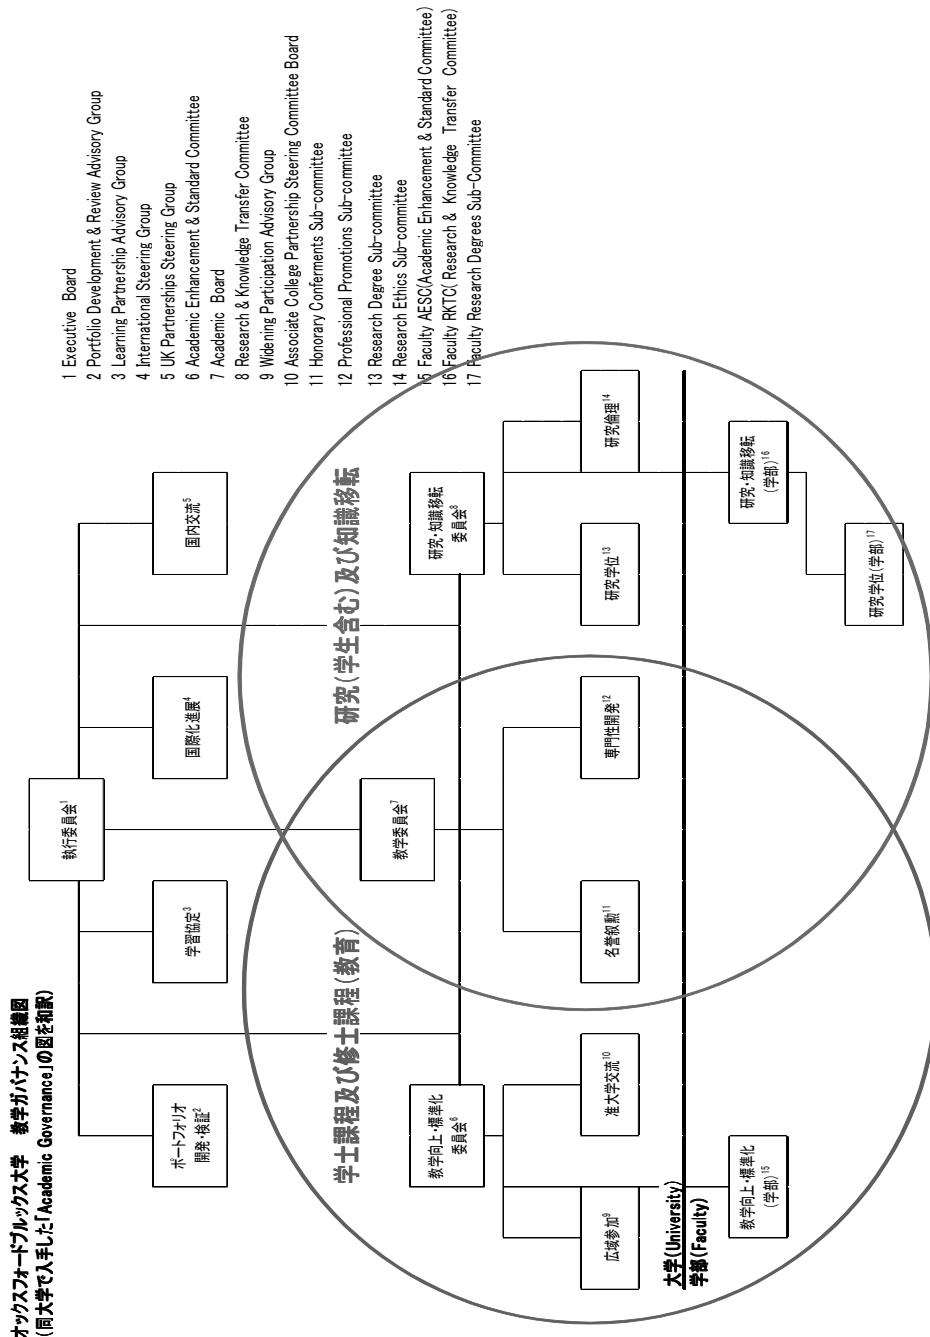 オックスフォードブルックス大学　教学ガバナンス組織図
(同大学で入手した「Academic Governance」の図を和訳)
執行委員会1
ポートフォリオ
開発・検証2
学習協定3
国際化進展4
国内交流5
学士課程及び修士課程(教育)
研究(学生含む)及び知識移転
教学委員会7
教学向上・標準化
委員会6
研究・知識移転
委員会8
広域参加9
准大学交流10
名誉叙勲11
専門性開発12
研究学位13
研究倫理14
大学(University)
学部(Faculty)
教学向上・標準化
(学部)15
研究・知識移転
(学部)16
研究学位(学部)17
1 Executive Board
2 Portfolio Development & Review Advisory Group
3 Learning Partnership Advisory Group
4 International Steering Group
5 UK Partnerships Steering Group
6 Academic Enhancement & Standard Committee
7 Academic Board
8 Research & Knowledge Transfer Committee
9 Widening Participation Advisory Group
10 Associate College Partnership Steering Committee Board
11 Honorary Conferments Sub-committee
12 Professional Promotions Sub-committee
13 Research Degree Sub-committee
14 Research Ethics Sub-committee
15 Faculty AESC(Academic Enhancement & Standard Committee)
16 Faculty RKTC( Research & Knowledge Transfer Committee)
17 Faculty Research Degrees Sub-Committee